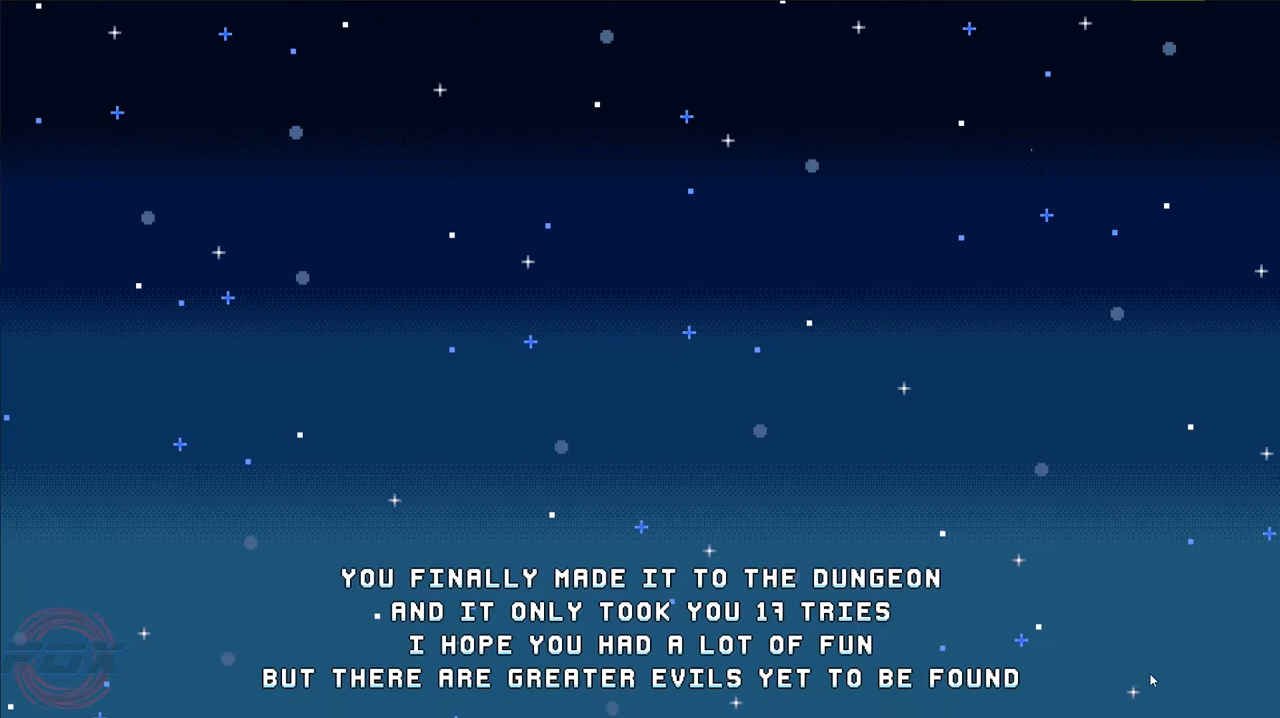 YOU FINALLY MADE IT TO THE DUNGEON
AND IT ONLY TOOK YOU 17 TRIES
I HOPE YOU HAD A LOT OF FUN
BUT THERE ARE GREATER EVILS YET TO BE FOUND
FOX